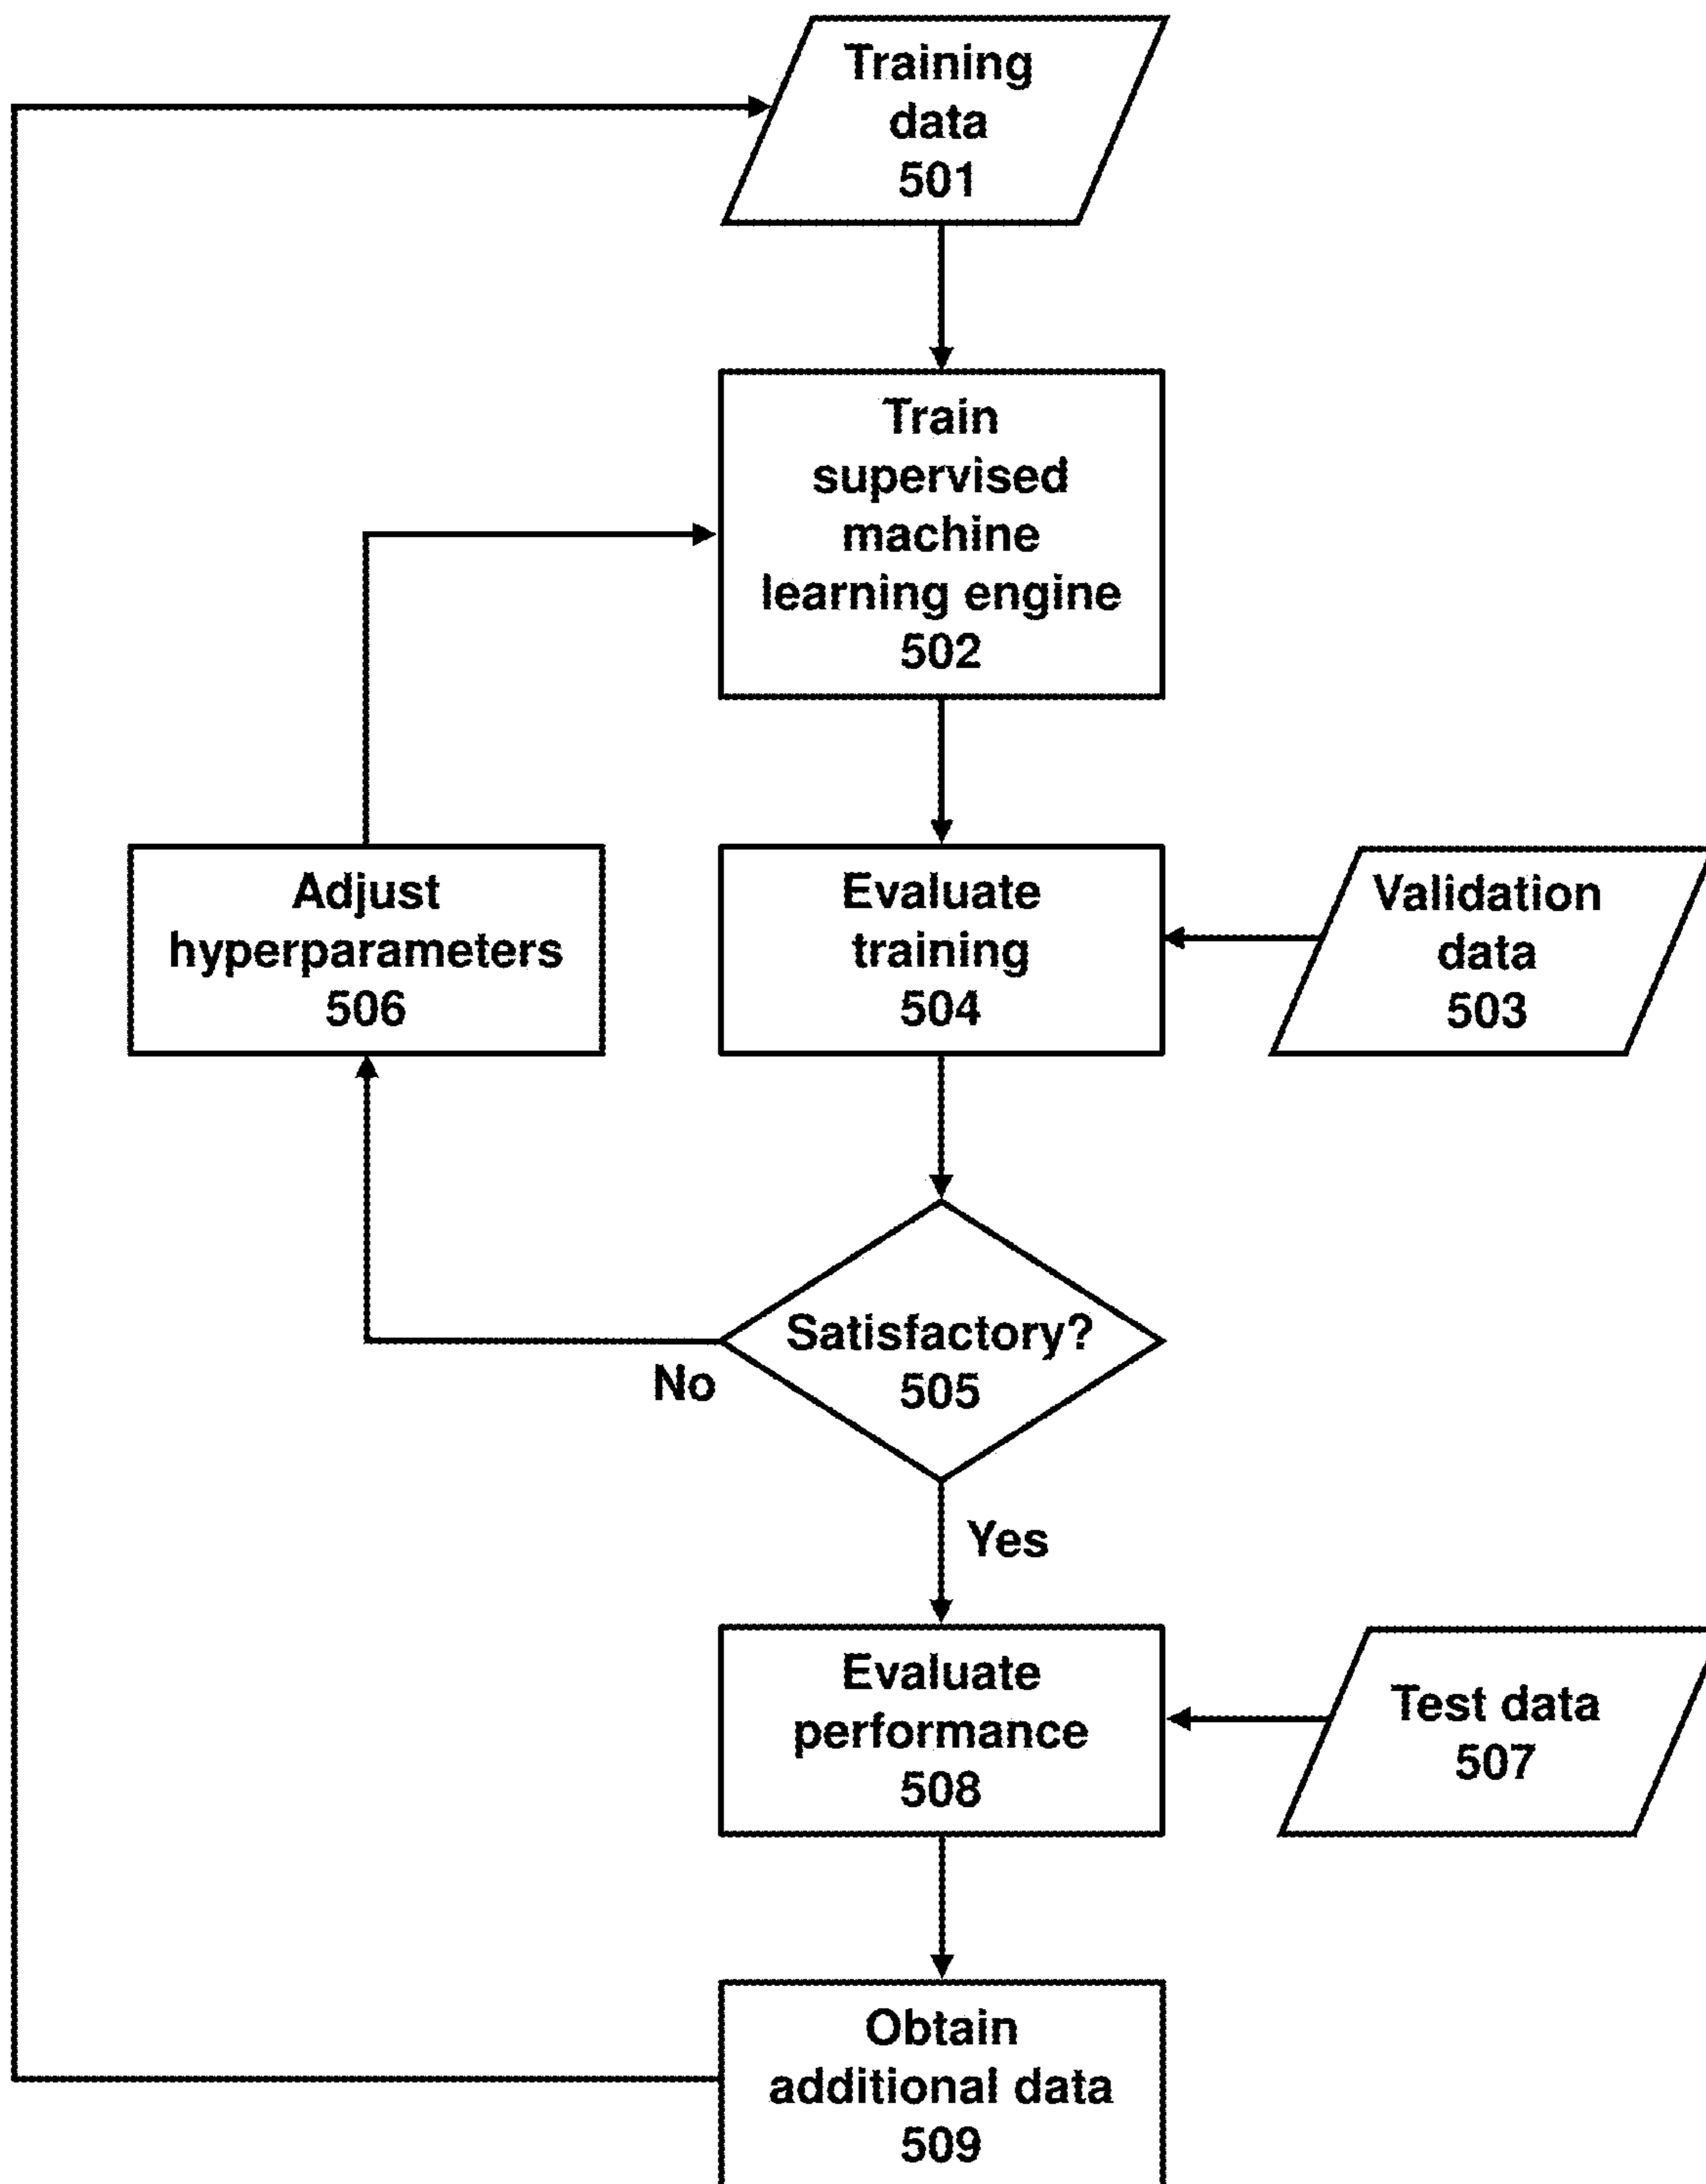 Training
data
501
Train
supervised
machine
learning engine
502
Adjust
hyperparameters
506
Evaluate
training
504
Validation
data
503
Satisfactory?
505
No
Yes
Evaluate
performance
508
Test data
507
Obtain
additional data
509